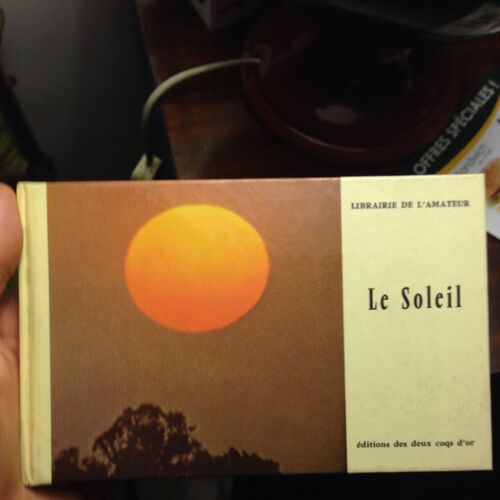 OFFRES SPÉCIALES !
LIBRAIRIE DE L'AMATEUR
Le Soleil
éditions des deux coqs d'or